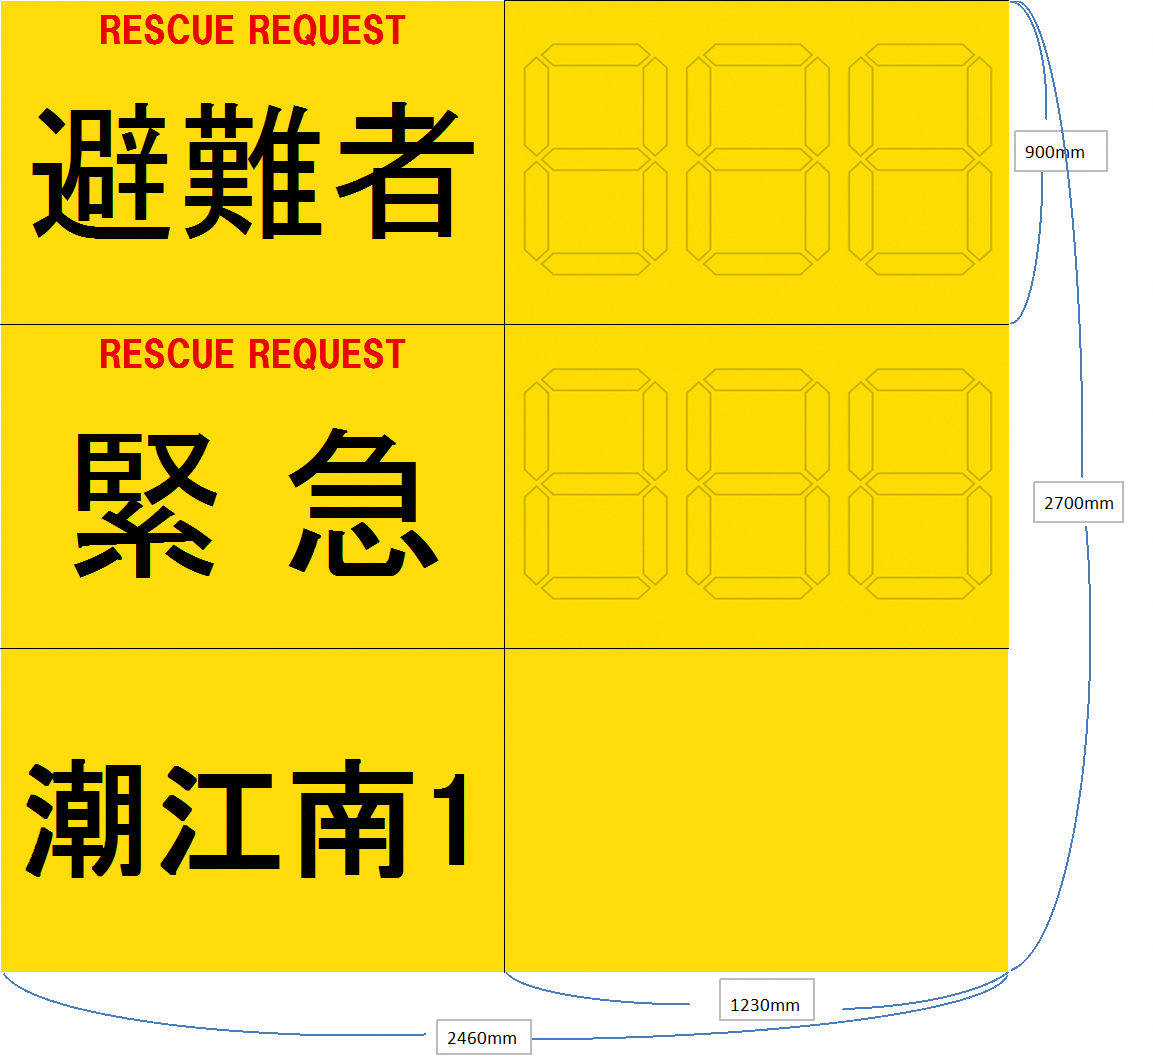 RESCUE REQUEST
避難者
900mm
RESCUE REQUEST
緊 急
2700mm
潮江南1
1230mm
2460mm